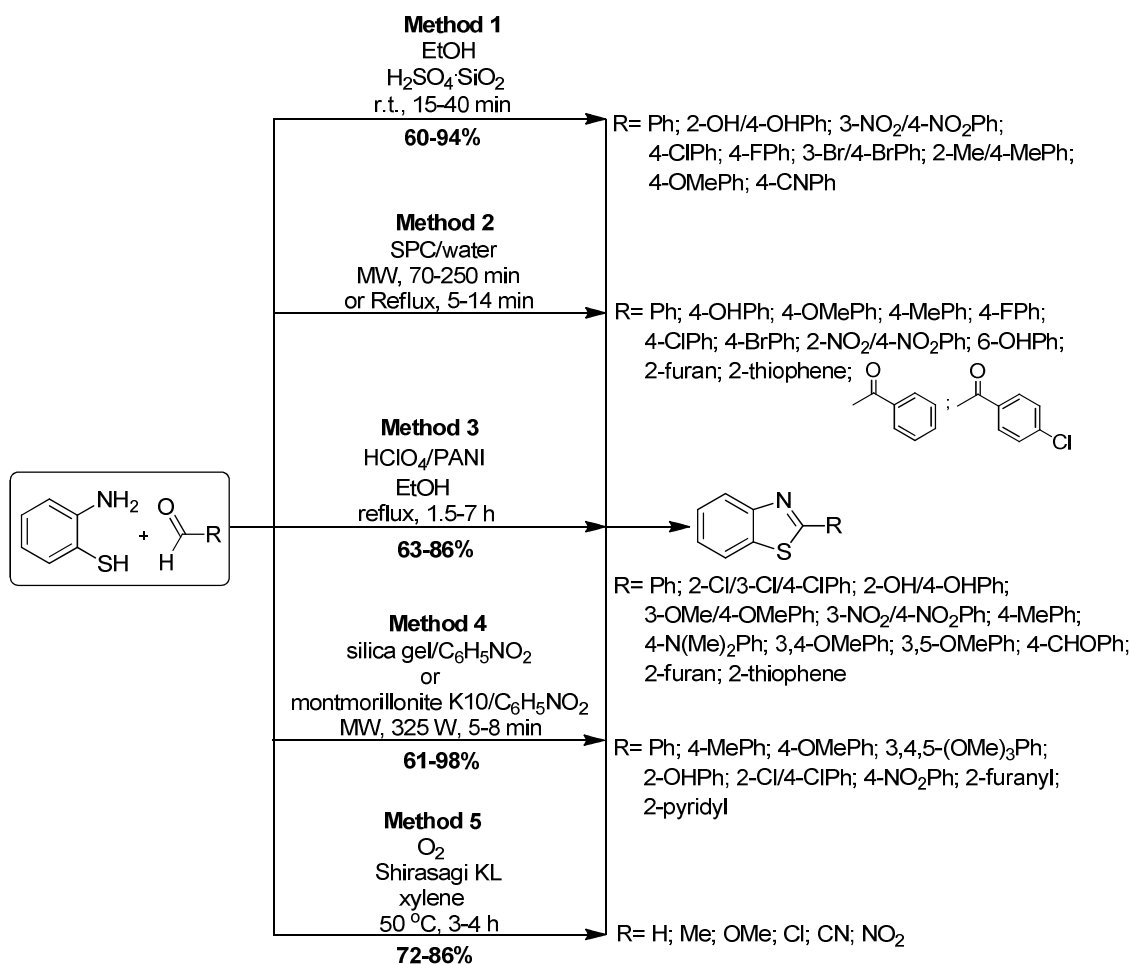 Method 1
EtOH
H₂SO₄·SiO₂
r.t., 15-40 min
60-94%
R= Ph; 2-OH/4-OHPh; 3-NO₂/4-NO₂Ph;
4-ClPh; 4-FPh; 3-Br/4-BrPh; 2-Me/4-MePh;
4-OMePh; 4-CNPh
Method 2
SPC/water
MW, 70-250 min
or Reflux, 5-14 min
R= Ph; 4-OHPh; 4-OMePh; 4-MePh; 4-FPh;
4-ClPh; 4-BrPh; 2-NO₂/4-NO₂Ph; 6-OHPh;
2-furan; 2-thiophene;
O
;
O
Cl
Method 3
HClO₄/PANI
EtOH
reflux, 1.5-7 h
63-86%
NH₂
SH
+
O
H
R
N
S
R
R= Ph; 2-Cl/3-Cl/4-ClPh; 2-OH/4-OHPh;
3-OMe/4-OMePh; 3-NO₂/4-NO₂Ph; 4-MePh;
4-N(Me)₂Ph; 3,4-OMePh; 3,5-OMePh; 4-CHOPh;
2-furan; 2-thiophene
Method 4
silica gel/C₆H₅NO₂
or
montmorillonite K10/C₆H₅NO₂
MW, 325 W, 5-8 min
61-98%
R= Ph; 4-MePh; 4-OMePh; 3,4,5-(OMe)₃Ph;
2-OHPh; 2-Cl/4-ClPh; 4-NO₂Ph; 2-furanyl;
2-pyridyl
Method 5
O₂
Shirasagi KL
xylene
50 °C, 3-4 h
72-86%
R= H; Me; OMe; Cl; CN; NO₂